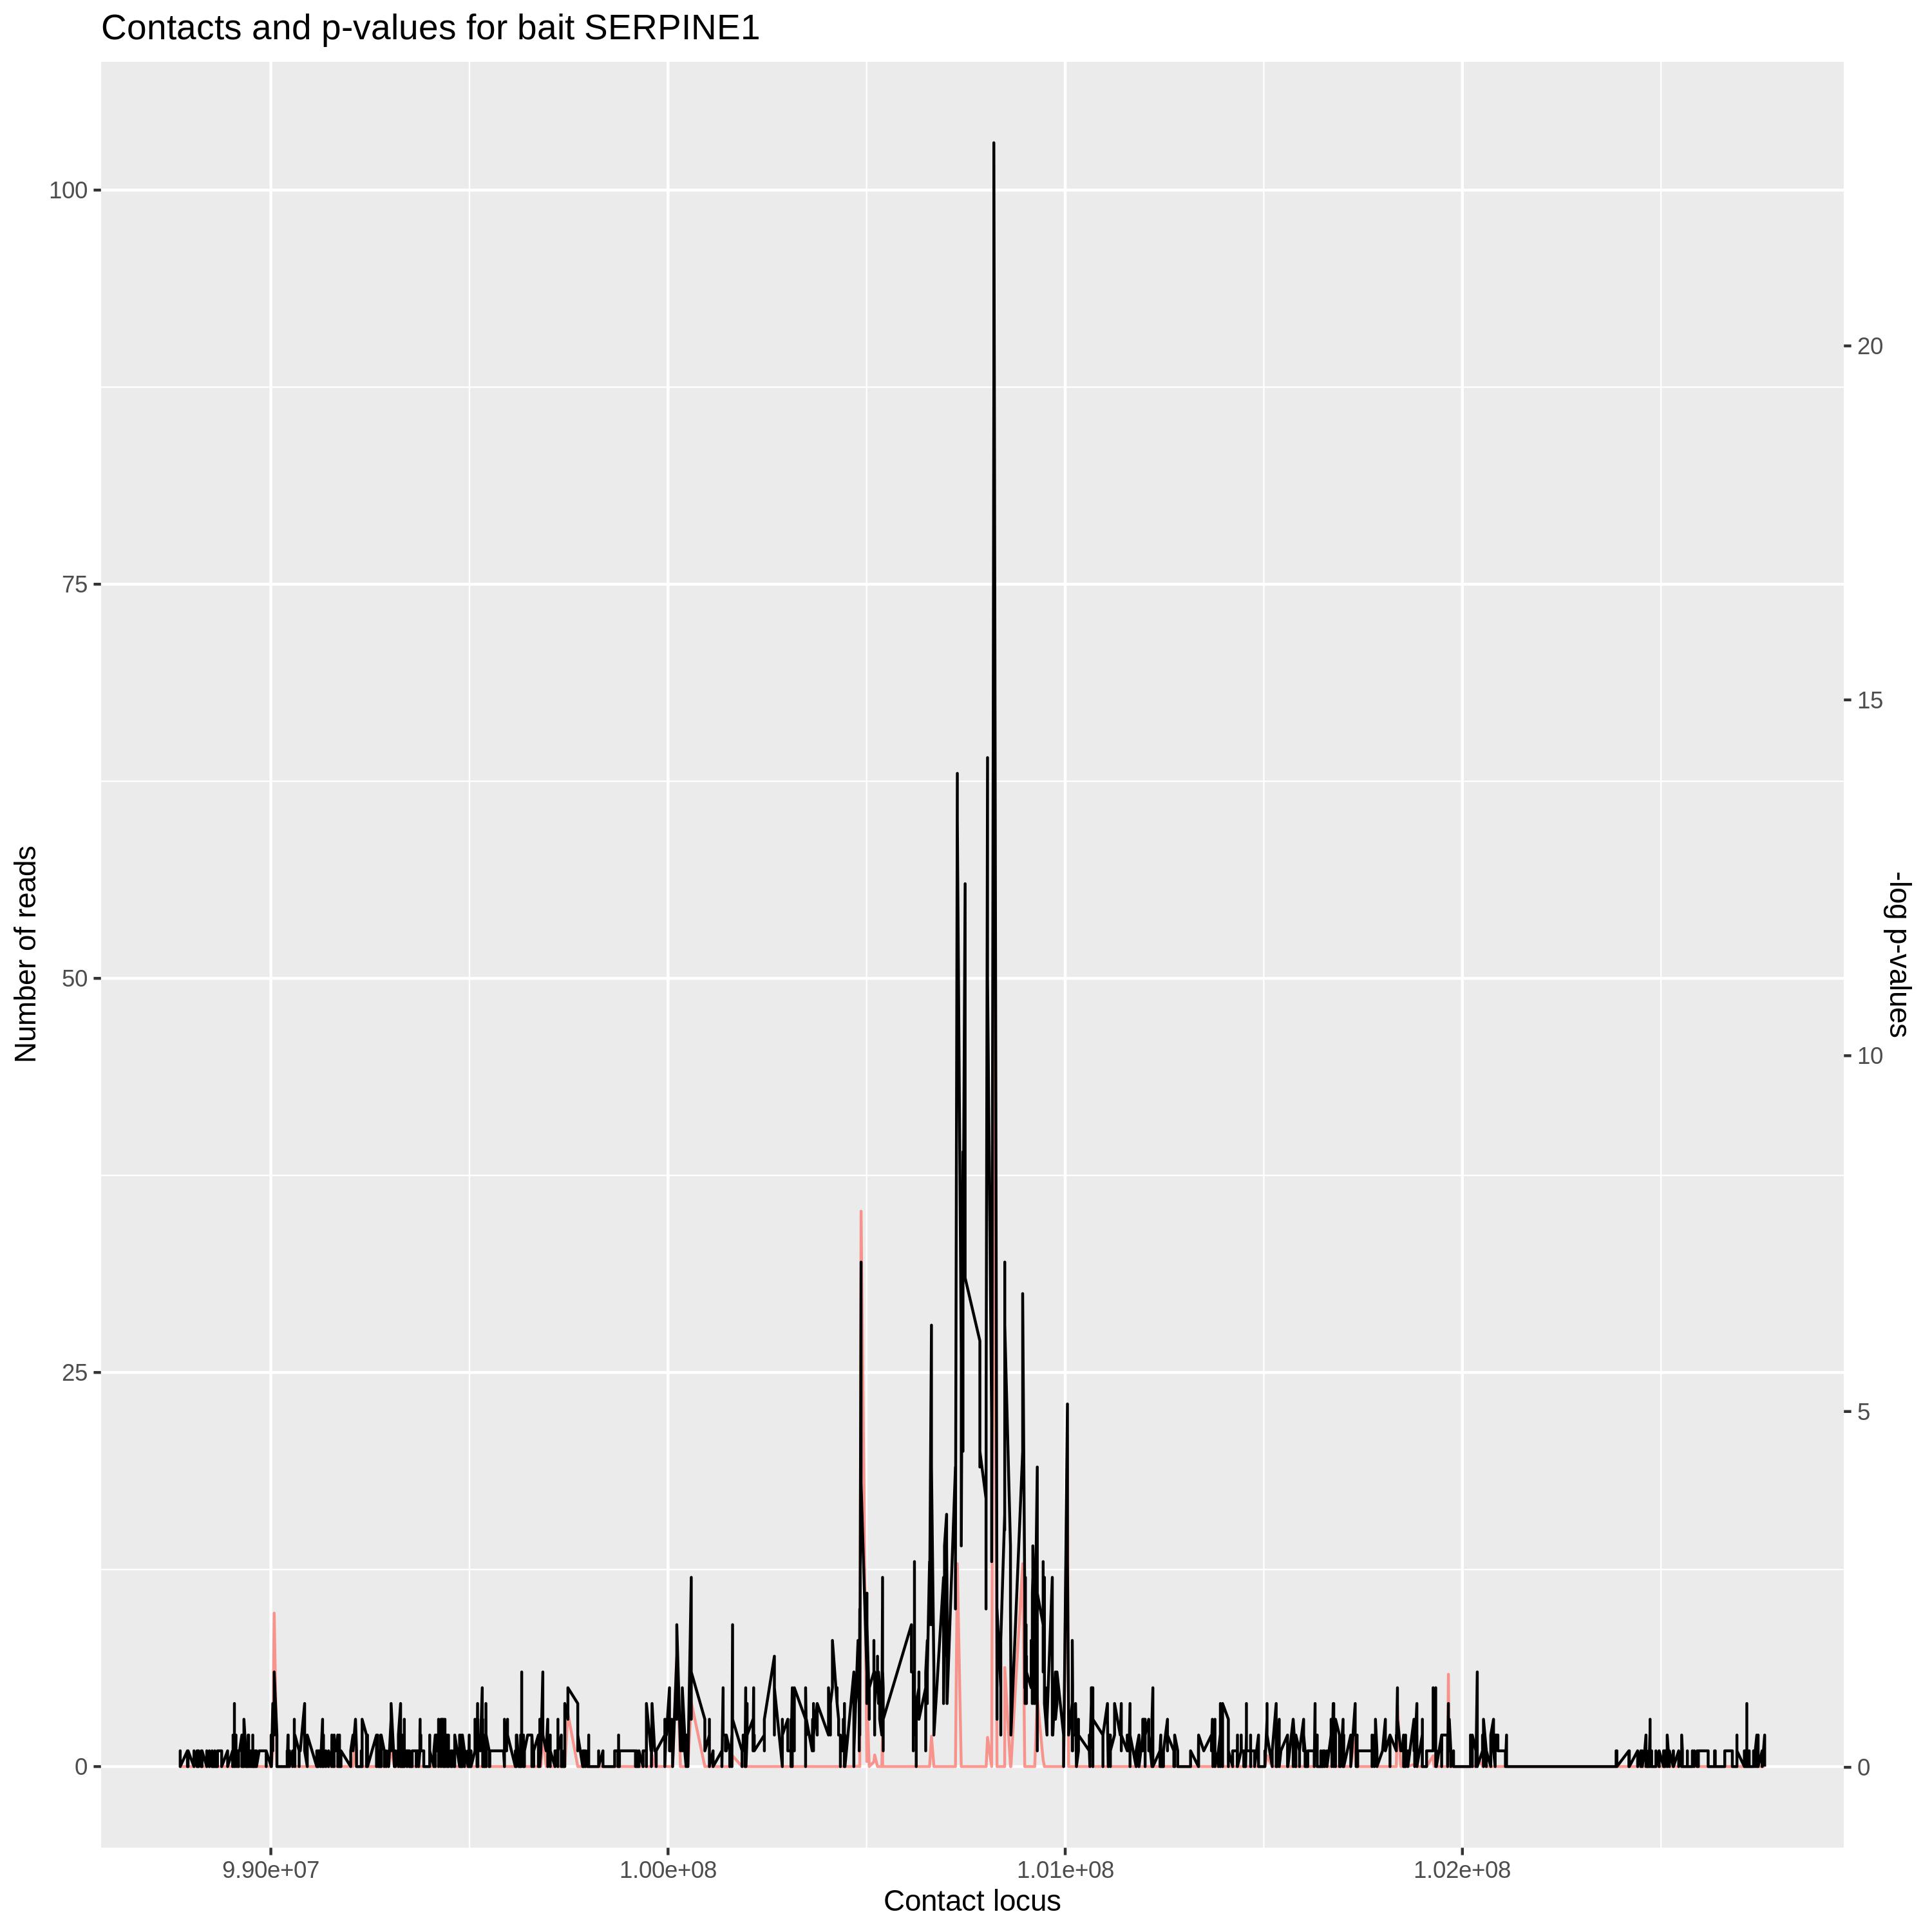 Contacts and p-values for bait SERPINE1
100
75
50
25
0
Number of reads
20
15
10
5
0
-log p-values
9.90e+07
1.00e+08
1.01e+08
1.02e+08
Contact locus